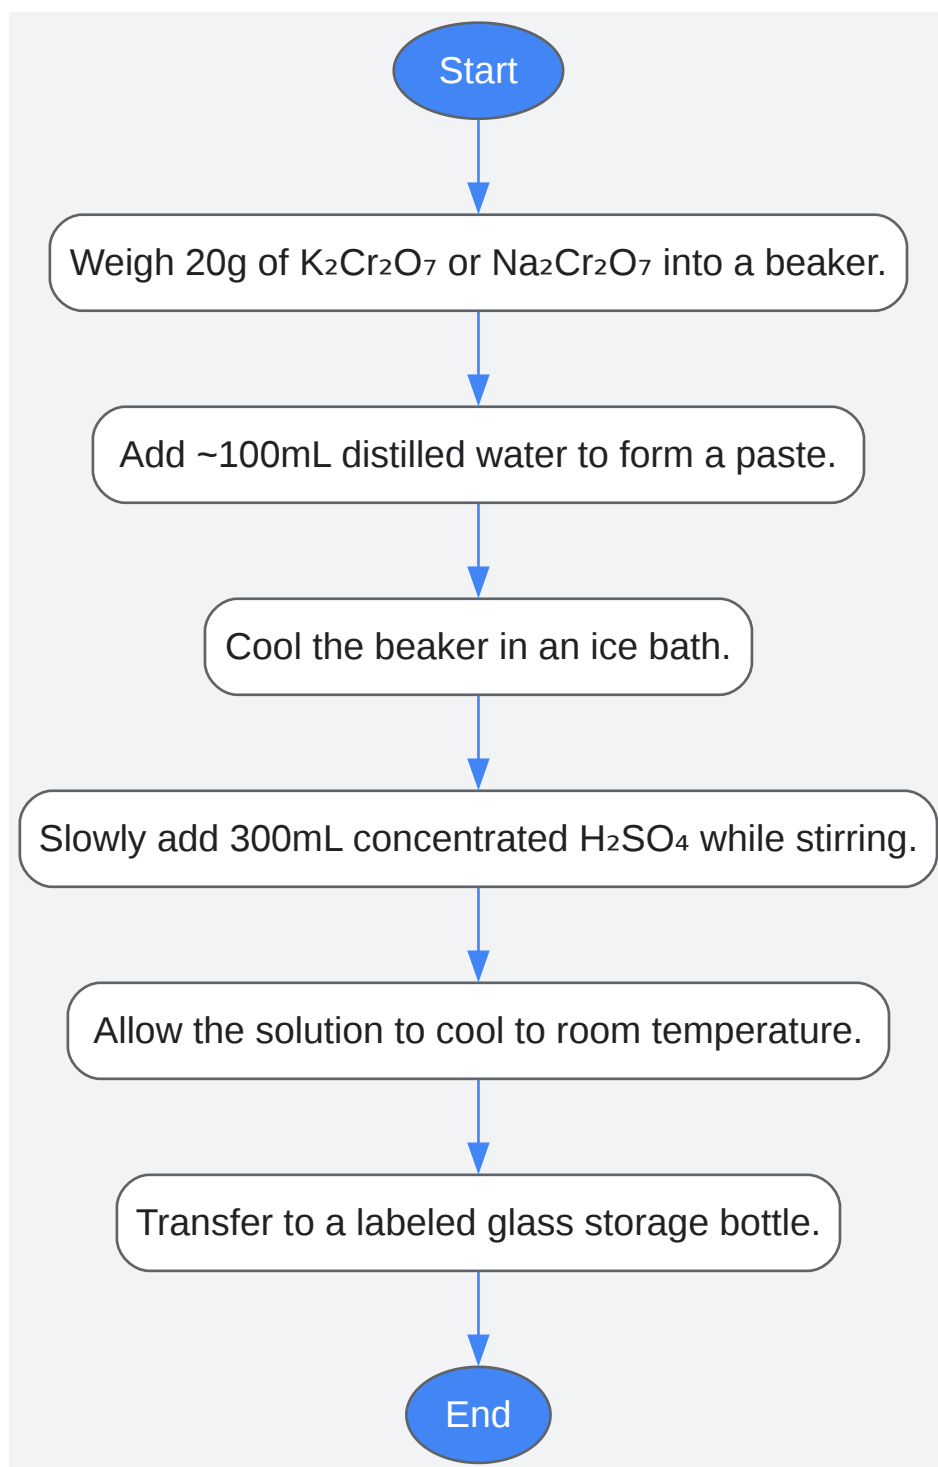 Start
Weigh 20g of K₂Cr₂O₇ or Na₂Cr₂O₇ into a beaker.
Add ~100mL distilled water to form a paste.
Cool the beaker in an ice bath.
Slowly add 300mL concentrated H₂SO₄ while stirring.
Allow the solution to cool to room temperature.
Transfer to a labeled glass storage bottle.
End